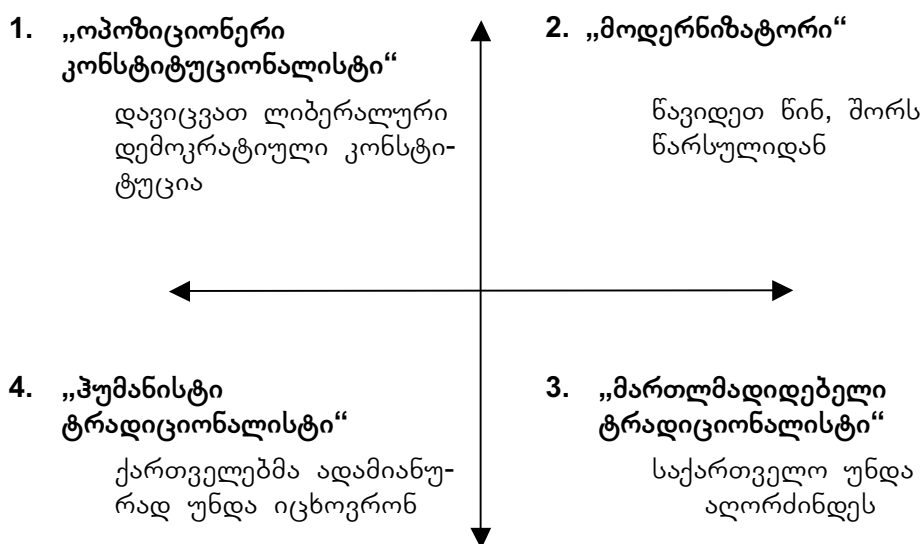 1. „ოპოზიციონერი
კონსტიტუციონალისტი“
დავიცვათ ლიბერალური
დემოკრატიული კონსტი-
ტუცია
2. „მოდერნიზატორი“
წავიდეთ წინ, შორს
წარსულიდან
4. „ჰუმანისტი
ტრადიციონალისტი“
ქართველებმა ადამიანუ-
რად უნდა იცხოვრონ
3. „მართლმადიდებელი
ტრადიციონალისტი“
საქართველო უნდა
აღორძინდეს